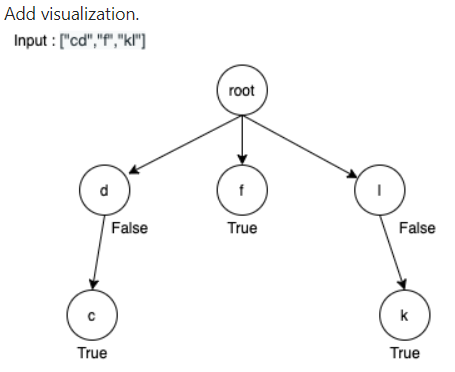 Add visualization.
Input : ["cd","f","kl"]
root
d
f
l
False
True
False
c
k
True
True